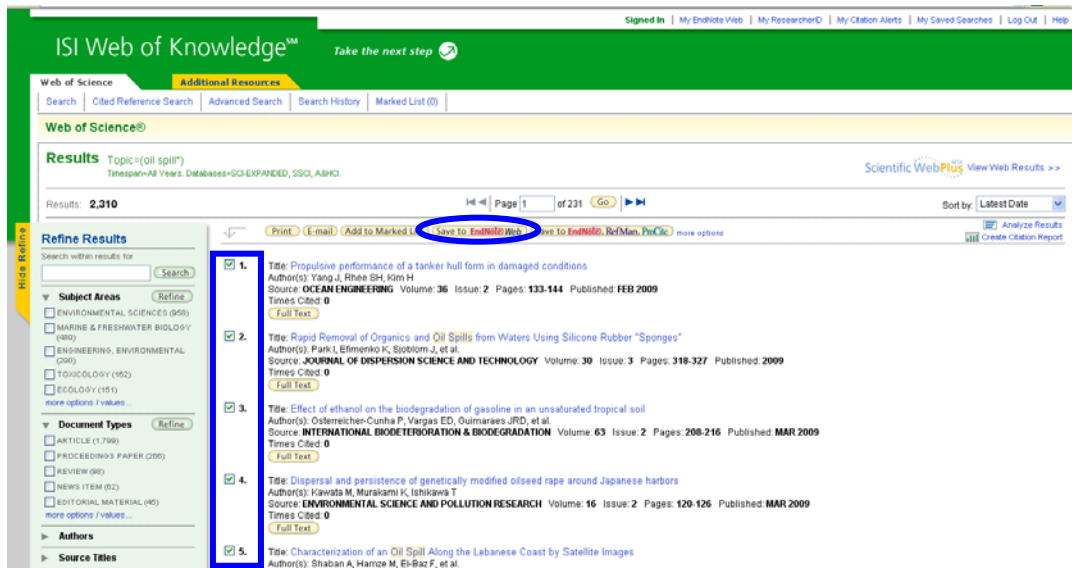 Signed In | My EndNote Web | My ResearcherID | My Citation Alerts | My Saved Searches | Log Out | Help
ISI Web of Knowledge℠ Take the next step
Web of Science Additional Resources
Search | Cited Reference Search | Advanced Search | Search History | Marked List (0)
Web of Science®
Results Topic=(oil spill*)
Timespan=All Years. Databases=SCI-EXPANDED, SSCI, A&HCI.
Scientific WebPlus BETA View Web Results >>
Results: 2,310
Page 1 of 231 Go
Sort by: Latest Date
Hide Refine
Refine Results
Search within results for
Search
Subject Areas Refine
ENVIRONMENTAL SCIENCES (958)
MARINE & FRESHWATER BIOLOGY
(489)
ENGINEERING, ENVIRONMENTAL
(290)
TOXICOLOGY (162)
ECOLOGY (151)
more options / values...
Document Types Refine
ARTICLE (1,799)
PROCEEDINGS PAPER (266)
REVIEW (98)
NEWS ITEM (62)
EDITORIAL MATERIAL (46)
more options / values...
Authors
Source Titles
Print E-mail Add to Marked Li Save to EndNote Web ve to EndNote, RefMan, ProCite more options
Analyze Results
Create Citation Report
1. Title: Propulsive performance of a tanker hull form in damaged conditions
Author(s): Yang J, Rhee SH, Kim H
Source: OCEAN ENGINEERING Volume: 36 Issue: 2 Pages: 133-144 Published: FEB 2009
Times Cited: 0
Full Text
2. Title: Rapid Removal of Organics and Oil Spills from Waters Using Silicone Rubber "Sponges"
Author(s): Park I, Efimenko K, Sjoblom J, et al.
Source: JOURNAL OF DISPERSION SCIENCE AND TECHNOLOGY Volume: 30 Issue: 3 Pages: 318-327 Published: 2009
Times Cited: 0
Full Text
3. Title: Effect of ethanol on the biodegradation of gasoline in an unsaturated tropical soil
Author(s): Osterreicher-Cunha P, Vargas ED, Guimaraes JRD, et al.
Source: INTERNATIONAL BIODETERIORATION & BIODEGRADATION Volume: 63 Issue: 2 Pages: 208-216 Published: MAR 2009
Times Cited: 0
Full Text
4. Title: Dispersal and persistence of genetically modified oilseed rape around Japanese harbors
Author(s): Kawata M, Murakami K, Ishikawa T
Source: ENVIRONMENTAL SCIENCE AND POLLUTION RESEARCH Volume: 16 Issue: 2 Pages: 120-126 Published: MAR 2009
Times Cited: 0
Full Text
5. Title: Characterization of an Oil Spill Along the Lebanese Coast by Satellite Images
Author(s): Shaban A, Hamze M, El-Baz F, et al.